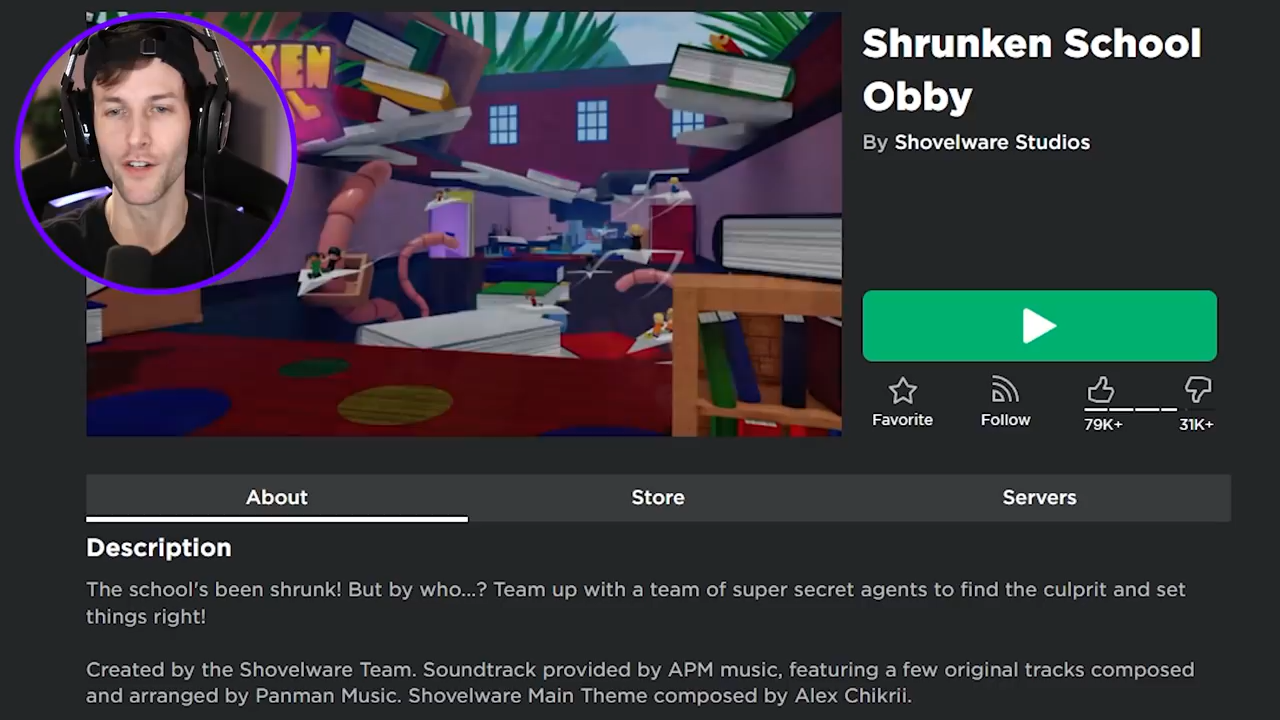 KEN
L
Shrunken School
Obby
By Shovelware Studios
Favorite
Follow
79K+
31K+
About
Store
Servers
Description
The school's been shrunk! But by who...? Team up with a team of super secret agents to find the culprit and set
things right!
Created by the Shovelware Team. Soundtrack provided by APM music, featuring a few original tracks composed
and arranged by Panman Music. Shovelware Main Theme composed by Alex Chikrii.